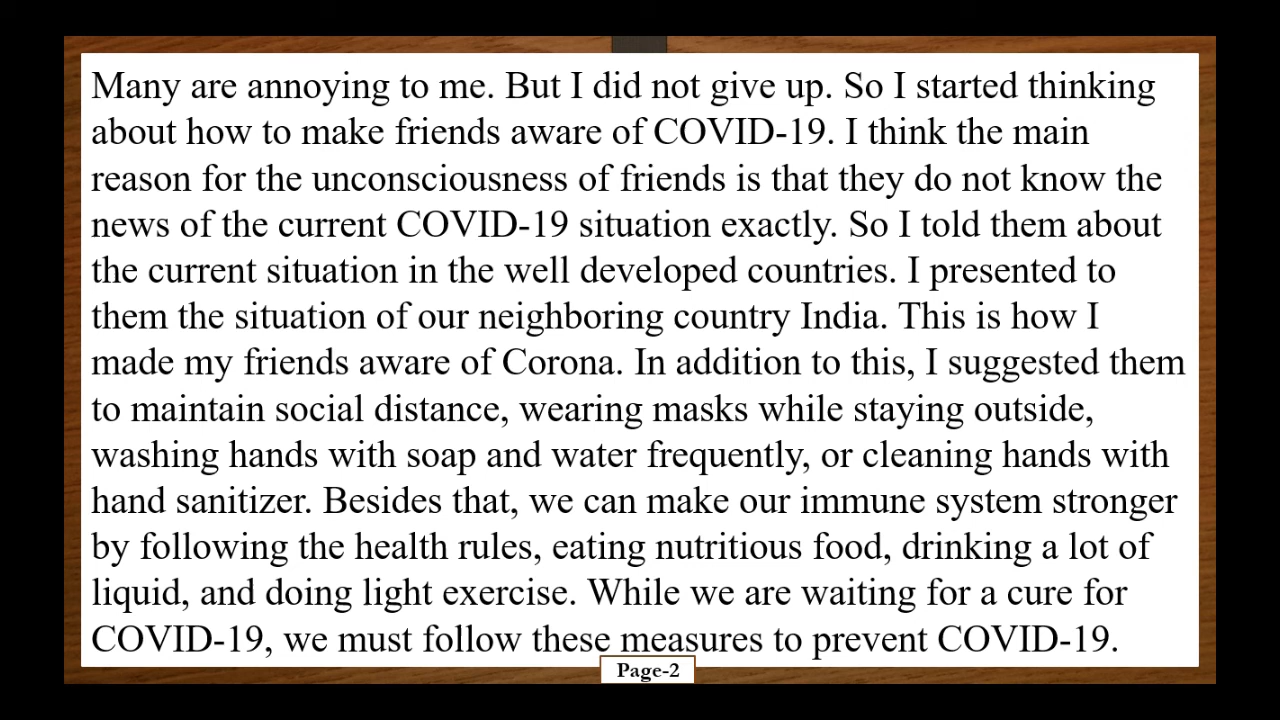 Many are annoying to me. But I did not give up. So I started thinking
about how to make friends aware of COVID-19. I think the main
reason for the unconsciousness of friends is that they do not know the
news of the current COVID-19 situation exactly. So I told them about
the current situation in the well developed countries. I presented to
them the situation of our neighboring country India. This is how I
made my friends aware of Corona. In addition to this, I suggested them
to maintain social distance, wearing masks while staying outside,
washing hands with soap and water frequently, or cleaning hands with
hand sanitizer. Besides that, we can make our immune system stronger
by following the health rules, eating nutritious food, drinking a lot of
liquid, and doing light exercise. While we are waiting for a cure for
COVID-19, we must follow these measures to prevent COVID-19.
Page-2